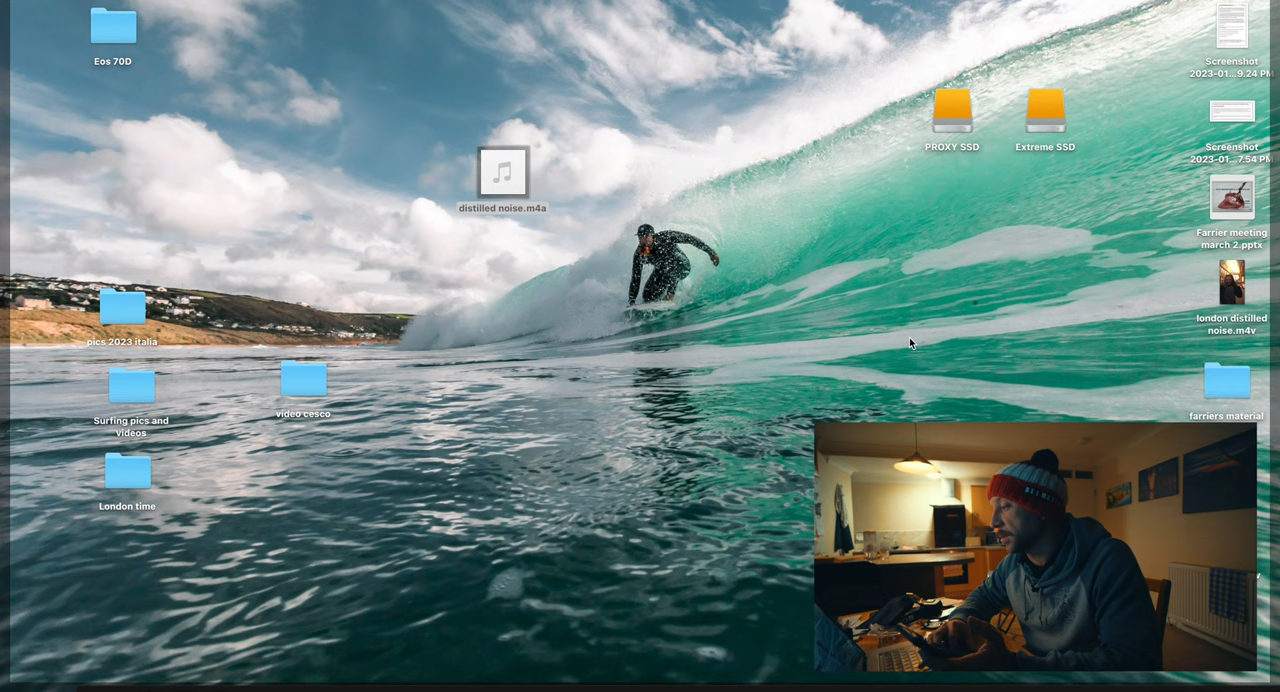 Eos 70D
Screenshot
2023-01...9.24 PM
PROXY SSD
Extreme SSD
Screenshot
2023-01...7.54 PM
distilled noise.m4a
Farrier meeting
march 2.pptx
london distilled
noise.m4v
pics 2023 italia
Surfing pics and
videos
video cesco
farriers material
London time